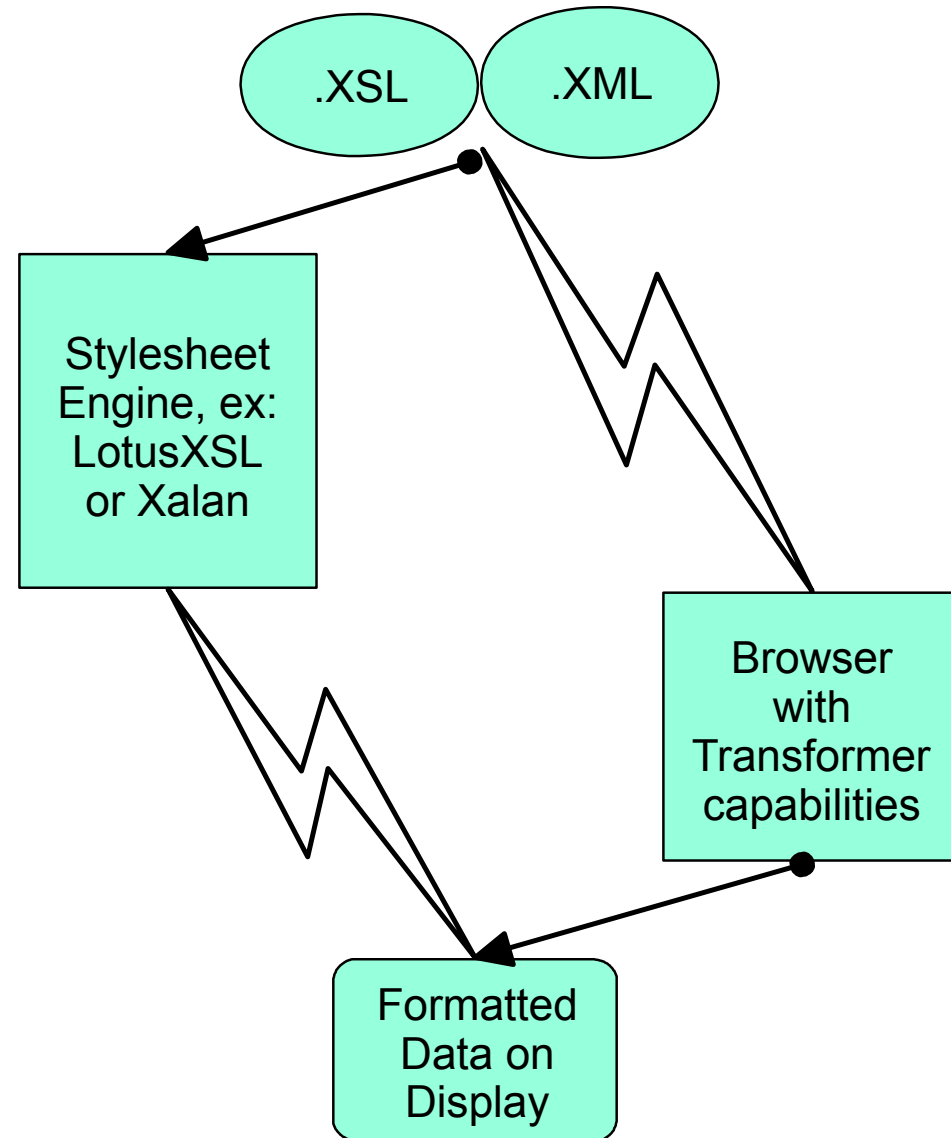 .XSL
.XML
Stylesheet
Engine, ex:
LotusXSL
or Xalan
Browser
with
Transformer
capabilities
Formatted
Data on
Display